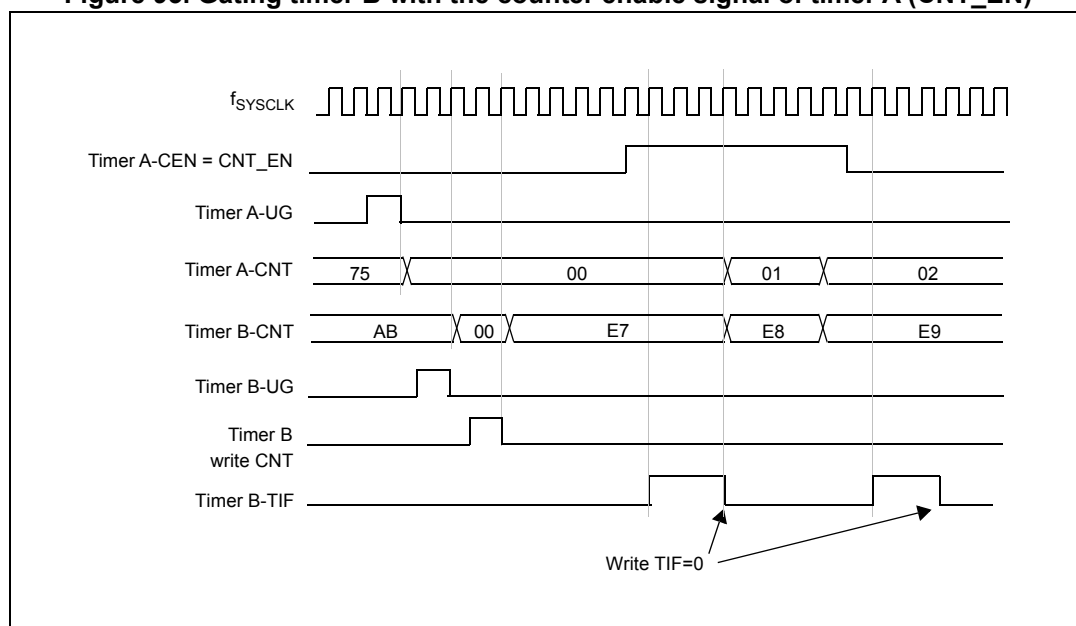 Figure 68. Gating timer B with the counter enable signal of timer A (CNT_EN)
fSYSCLK
Timer A-CEN = CNT_EN
Timer A-UG
Timer A-CNT 75 00 01 02
Timer B-CNT AB 00 E7 E8 E9
Timer B-UG
Timer B
write CNT
Timer B-TIF
Write TIF=0